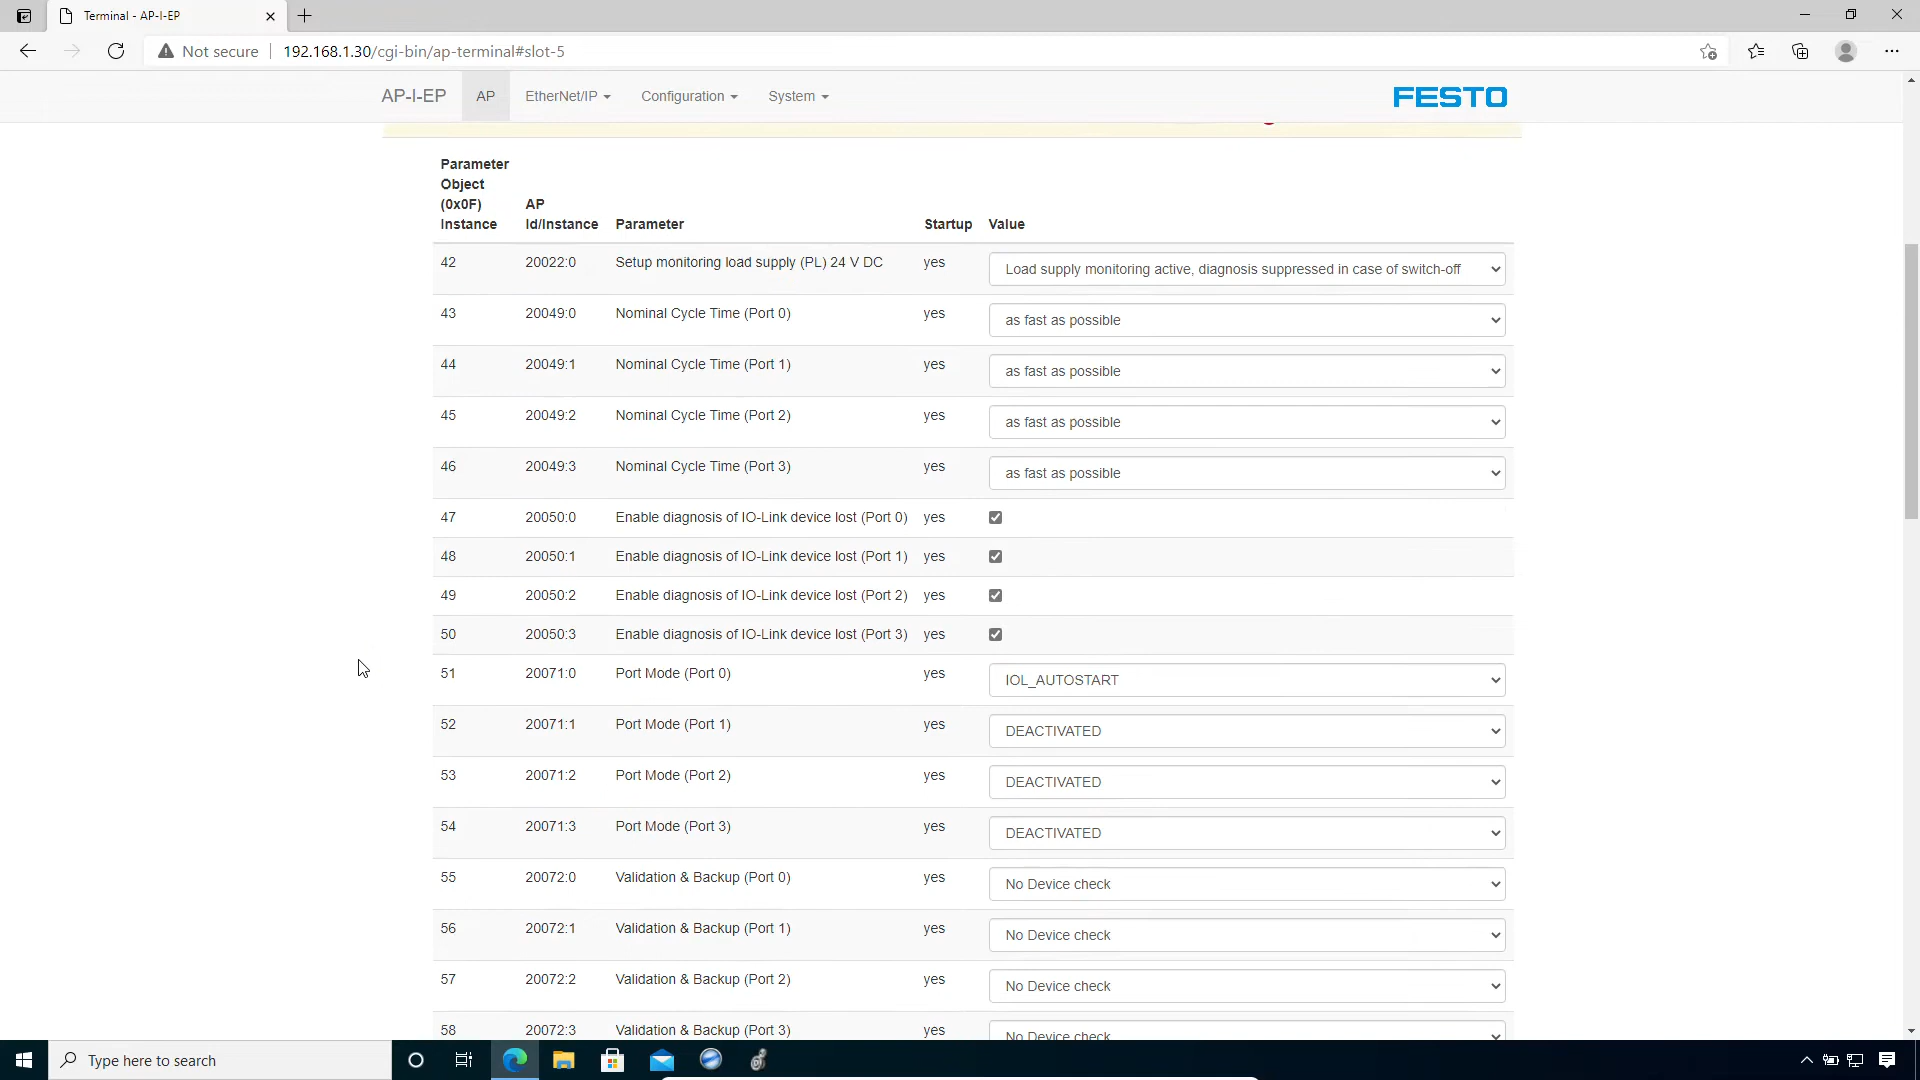 Terminal - AP-I-EP
Not secure
192.168.1.30/cgi-bin/ap-terminal#slot-5
AP-I-EP
AP
EtherNet/IP
Configuration
System
FESTO
Parameter
Object
(0x0F)
Instance
AP
Id/Instance
Parameter
Startup
Value
42 20022:0 Setup monitoring load supply (PL) 24 V DC yes Load supply monitoring active, diagnosis suppressed in case of switch-off
43 20049:0 Nominal Cycle Time (Port 0) yes as fast as possible
44 20049:1 Nominal Cycle Time (Port 1) yes as fast as possible
45 20049:2 Nominal Cycle Time (Port 2) yes as fast as possible
46 20049:3 Nominal Cycle Time (Port 3) yes as fast as possible
47 20050:0 Enable diagnosis of IO-Link device lost (Port 0) yes
48 20050:1 Enable diagnosis of IO-Link device lost (Port 1) yes
49 20050:2 Enable diagnosis of IO-Link device lost (Port 2) yes
50 20050:3 Enable diagnosis of IO-Link device lost (Port 3) yes
51 20071:0 Port Mode (Port 0) yes IOL_AUTOSTART
52 20071:1 Port Mode (Port 1) yes DEACTIVATED
53 20071:2 Port Mode (Port 2) yes DEACTIVATED
54 20071:3 Port Mode (Port 3) yes DEACTIVATED
55 20072:0 Validation & Backup (Port 0) yes No Device check
56 20072:1 Validation & Backup (Port 1) yes No Device check
57 20072:2 Validation & Backup (Port 2) yes No Device check
58 20072:3 Validation & Backup (Port 3) yes No Device check
Type here to search